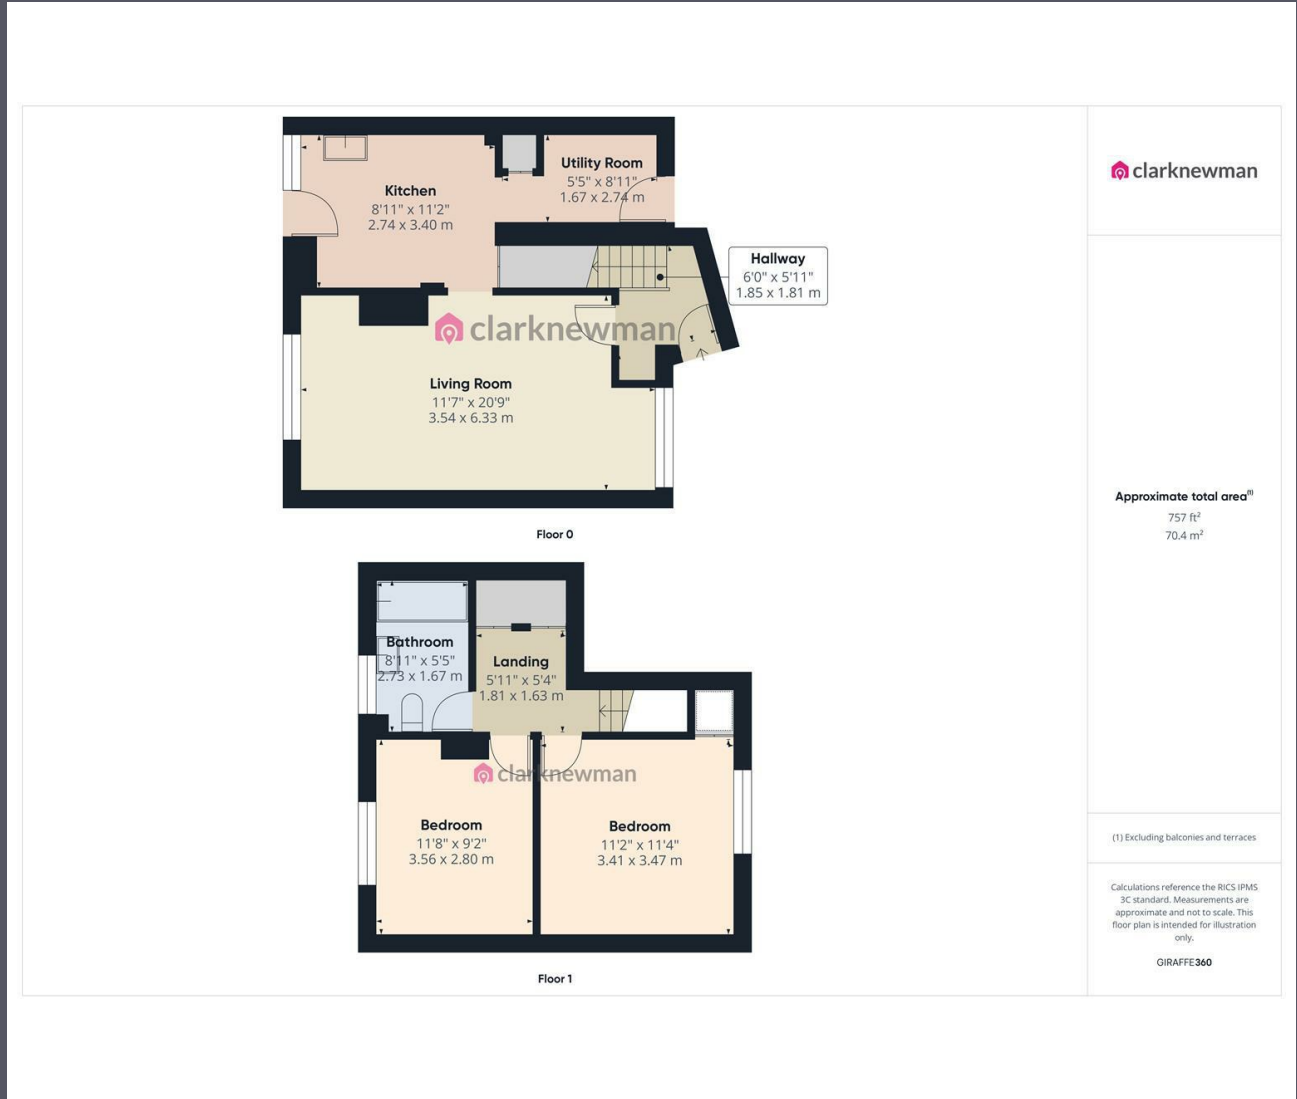 Kitchen
8'11" x 11'2"
2.74 x 3.40 m
Utility Room
5'5" x 8'11"
1.67 x 2.74 m
Hallway
6'0" x 5'11"
1.85 x 1.81 m
clarknewman
Living Room
11'7" x 20'9"
3.54 x 6.33 m
Floor 0
Bathroom
8'11" x 5'5"
2.73 x 1.67 m
Landing
5'11" x 5'4"
1.81 x 1.63 m
clarknewman
Bedroom
11'8" x 9'2"
3.56 x 2.80 m
Bedroom
11'2" x 11'4"
3.41 x 3.47 m
Floor 1
clarknewman
Approximate total area(1)
757 ft²
70.4 m²
(1) Excluding balconies and terraces
Calculations reference the RICS IPMS
3C standard. Measurements are
approximate and not to scale. This
floor plan is intended for illustration
only.
GIRAFFE360